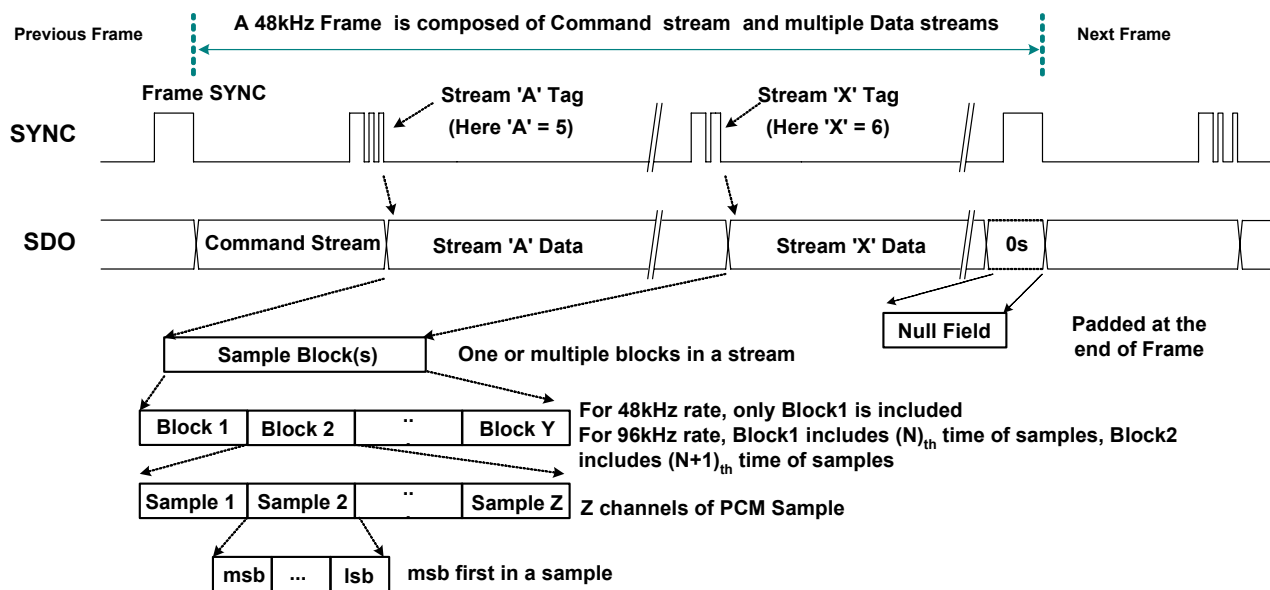 A 48kHz Frame is composed of Command stream and multiple Data streams
Previous Frame
Next Frame
Frame SYNC
Stream 'A' Tag
(Here 'A' = 5)
Stream 'X' Tag
(Here 'X' = 6)
SYNC
SDO
Command Stream
Stream 'A' Data
Stream 'X' Data
0s
Null Field
Padded at the
end of Frame
Sample Block(s)
One or multiple blocks in a stream
Block 1
Block 2
..
.
Block Y
For 48kHz rate, only Block1 is included
For 96kHz rate, Block1 includes (N)th time of samples, Block2
includes (N+1)th time of samples
Sample 1
Sample 2
..
.
Sample Z
Z channels of PCM Sample
msb
...
lsb
msb first in a sample